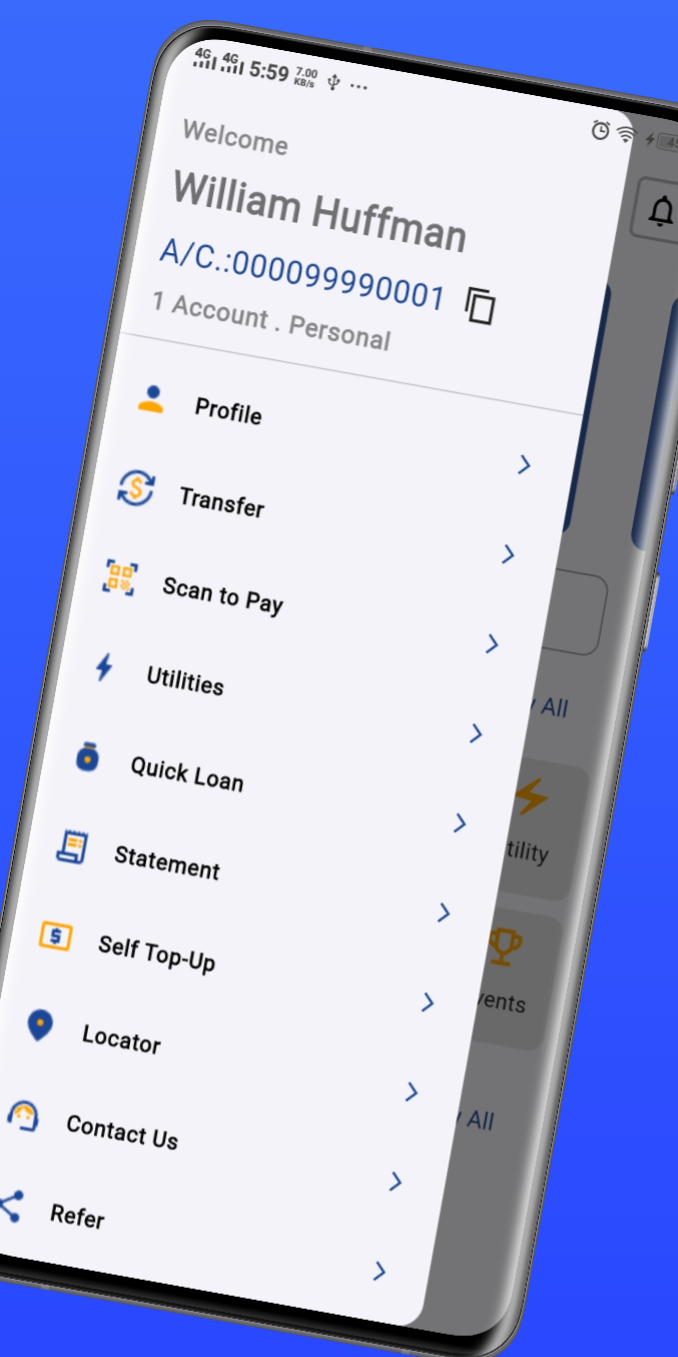 4G 4G 5:59 7.00 KB/s
Welcome
William Huffman
A/C.:000099990001
1 Account . Personal
Profile
Transfer
Scan to Pay
Utilities
Quick Loan
Statement
Self Top-Up
Locator
Contact Us
Refer
All
tility
vents
All